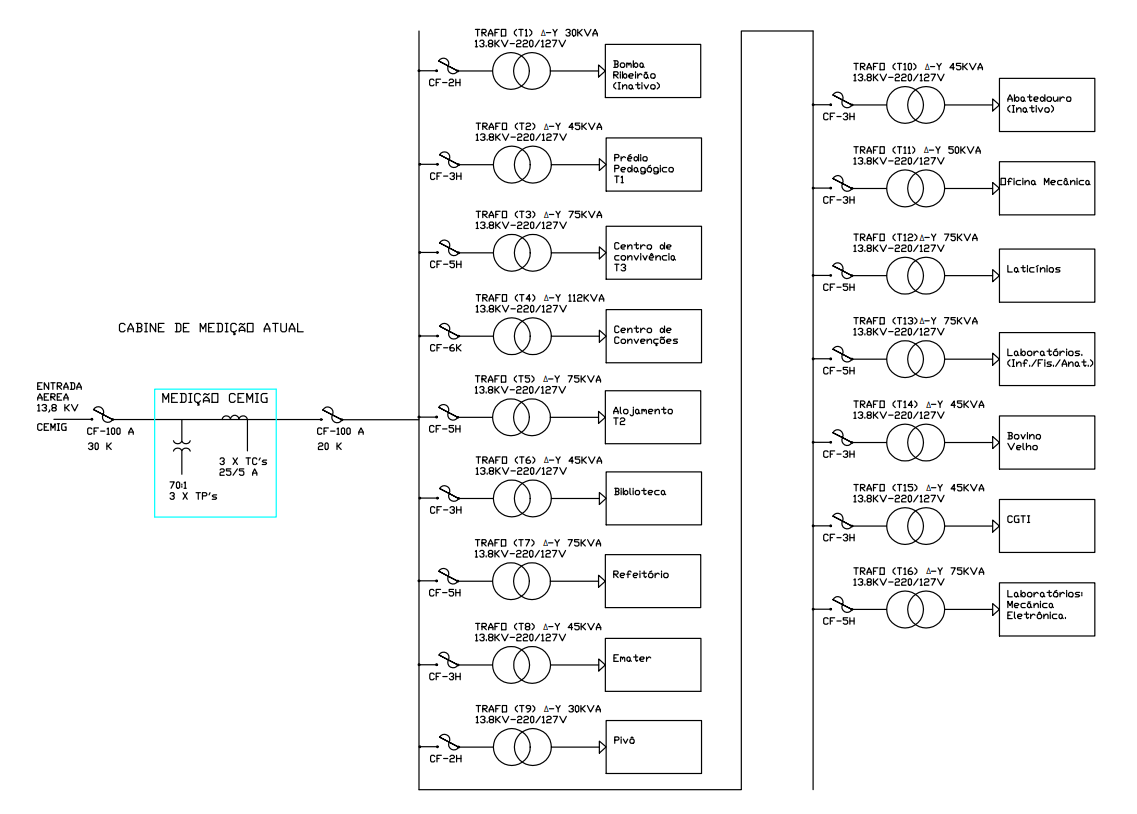 CABINE DE MEDIÇÃO ATUAL
ENTRADA
AEREA
13,8 KV
CEMIG
CF-100 A
30 K
MEDIÇÃO CEMIG
70:1
3 X TP's
3 X TC's
25/5 A
CF-100 A
20 K
TRAFO (T1) Δ-Y 30KVA
13.8KV-220/127V
CF-2H
Bomba
Ribeirão
(Inativo)
TRAFO (T2) Δ-Y 45KVA
13.8KV-220/127V
CF-3H
Prédio
Pedagógico
T1
TRAFO (T3) Δ-Y 75KVA
13.8KV-220/127V
CF-5H
Centro de
convivência
T3
TRAFO (T4) Δ-Y 112KVA
13.8KV-220/127V
CF-6K
Centro de
Convenções
TRAFO (T5) Δ-Y 75KVA
13.8KV-220/127V
CF-5H
Alojamento
T2
TRAFO (T6) Δ-Y 45KVA
13.8KV-220/127V
CF-3H
Biblioteca
TRAFO (T7) Δ-Y 75KVA
13.8KV-220/127V
CF-5H
Refeitório
TRAFO (T8) Δ-Y 45KVA
13.8KV-220/127V
CF-3H
Emater
TRAFO (T9) Δ-Y 30KVA
13.8KV-220/127V
CF-2H
Pivô
TRAFO (T10) Δ-Y 45KVA
13.8KV-220/127V
CF-3H
Abatedouro
(Inativo)
TRAFO (T11) Δ-Y 50KVA
13.8KV-220/127V
CF-3H
Oficina Mecânica
TRAFO (T12) Δ-Y 75KVA
13.8KV-220/127V
CF-5H
Laticínios
TRAFO (T13) Δ-Y 75KVA
13.8KV-220/127V
CF-5H
Laboratórios.
(Inf./Fis./Anat.)
TRAFO (T14) Δ-Y 45KVA
13.8KV-220/127V
CF-3H
Bovino
Velho
TRAFO (T15) Δ-Y 45KVA
13.8KV-220/127V
CF-3H
CGTI
TRAFO (T16) Δ-Y 75KVA
13.8KV-220/127V
CF-5H
Laboratórios:
Mecânica
Eletrônica.